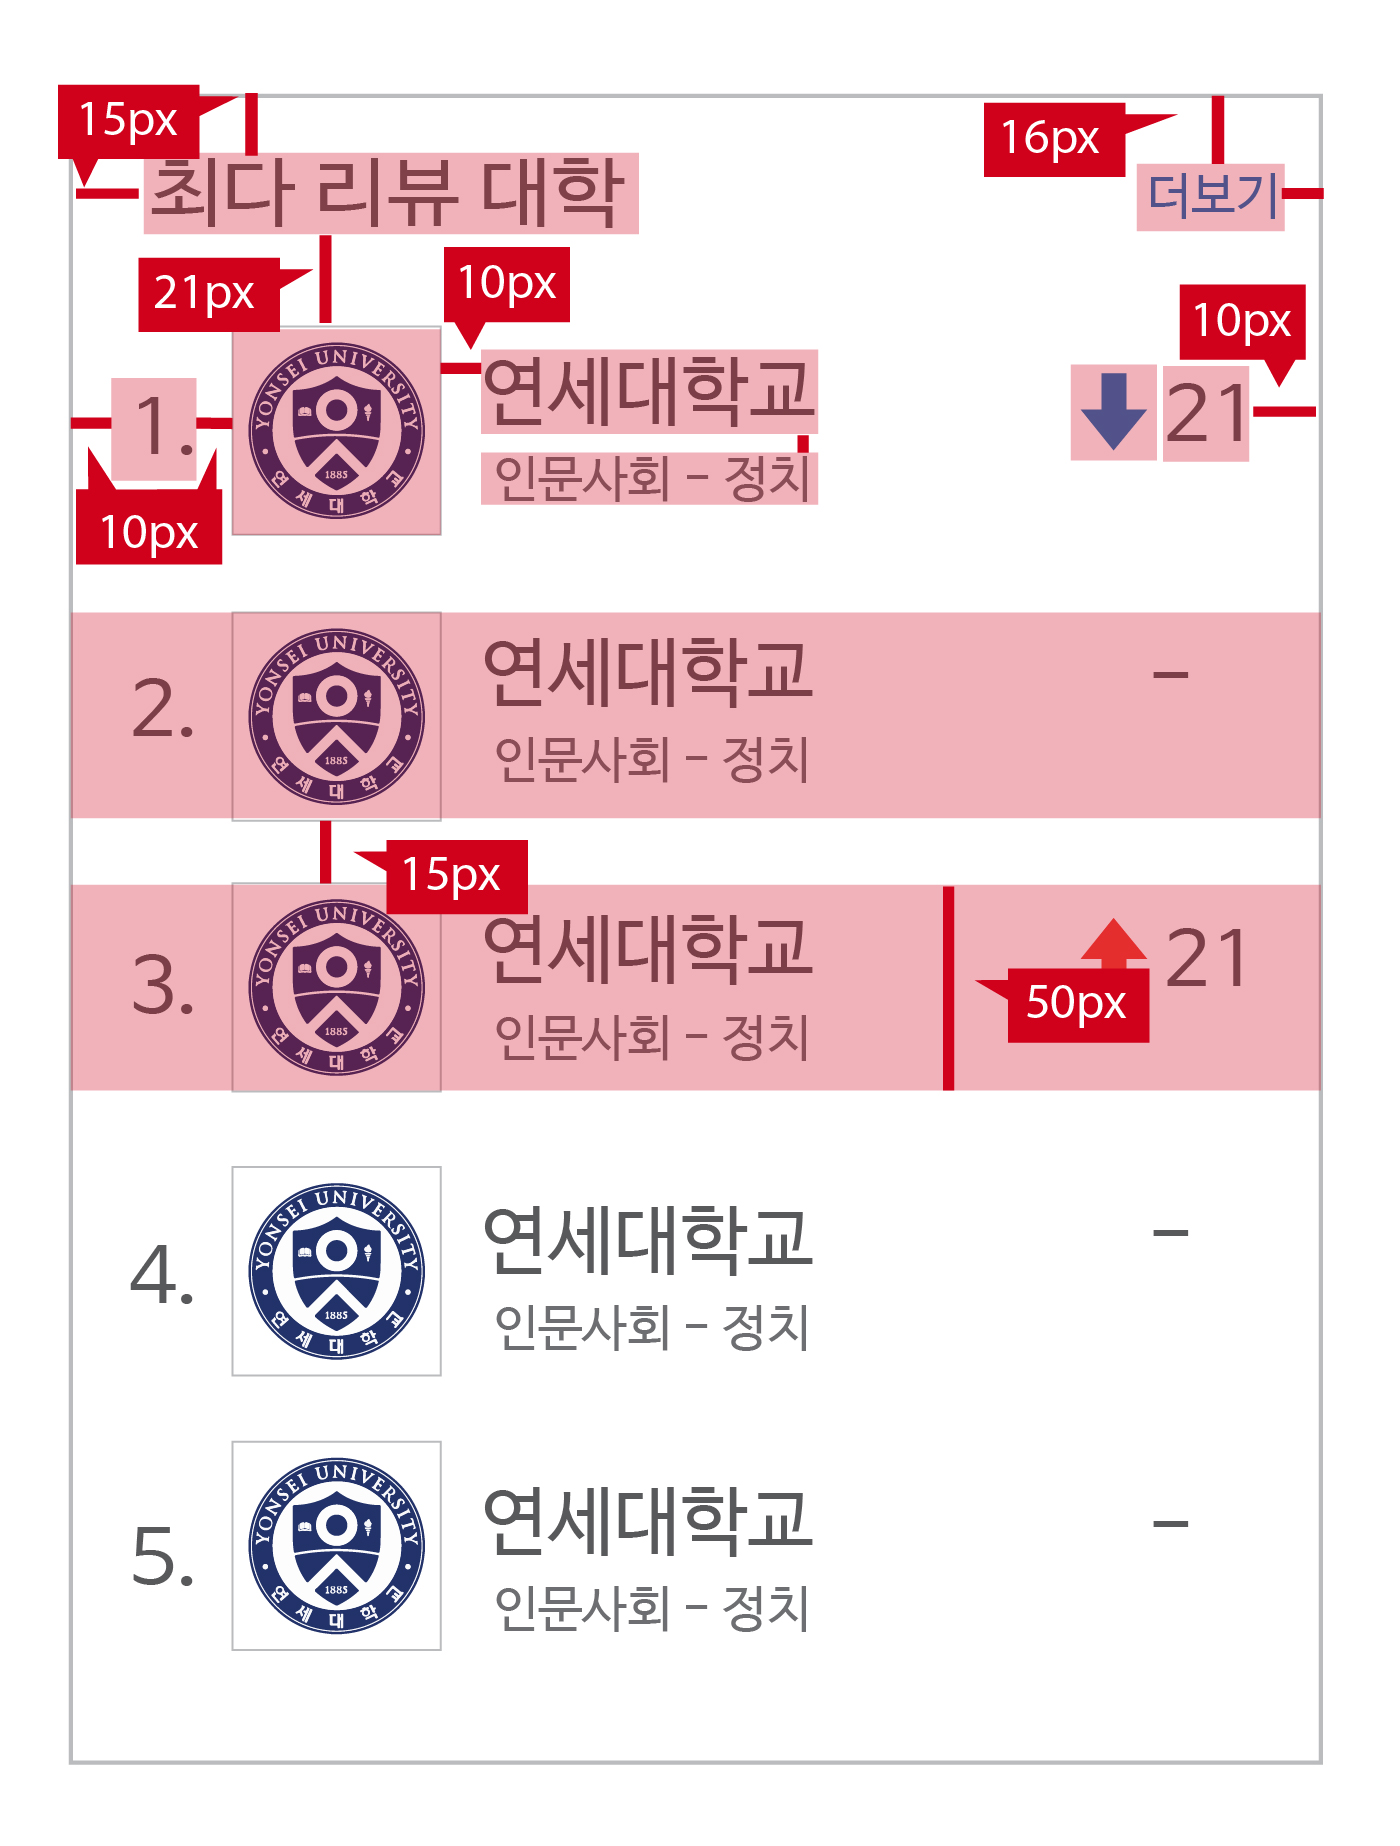 15px
16px
최다 리뷰 대학
더보기
21px
10px
10px
1.
YONSEI UNIVERSITY
1885
연세대학교
연세대학교
인문사회 - 정치
21
10px
2.
YONSEI UNIVERSITY
1885
연세대학교
연세대학교
인문사회 - 정치
-
15px
3.
YONSEI UNIVERSITY
1885
연세대학교
연세대학교
인문사회 - 정치
21
50px
4.
YONSEI UNIVERSITY
1885
연세대학교
연세대학교
인문사회 - 정치
-
5.
YONSEI UNIVERSITY
1885
연세대학교
연세대학교
인문사회 - 정치
-